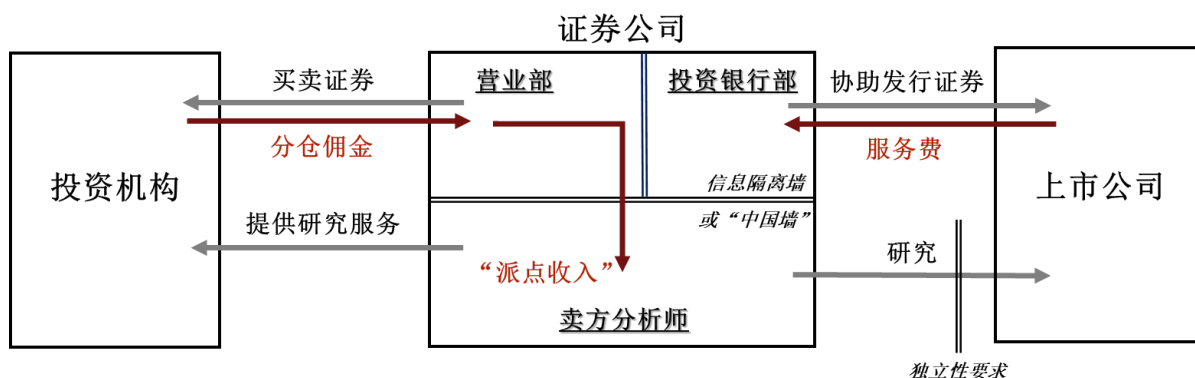 证券公司
营业部
投资银行部
买卖证券
协助发行证券
分仓佣金
服务费
投资机构
上市公司
信息隔离墙
或“中国墙”
提供研究服务
研究
“派点收入”
卖方分析师
独立性要求